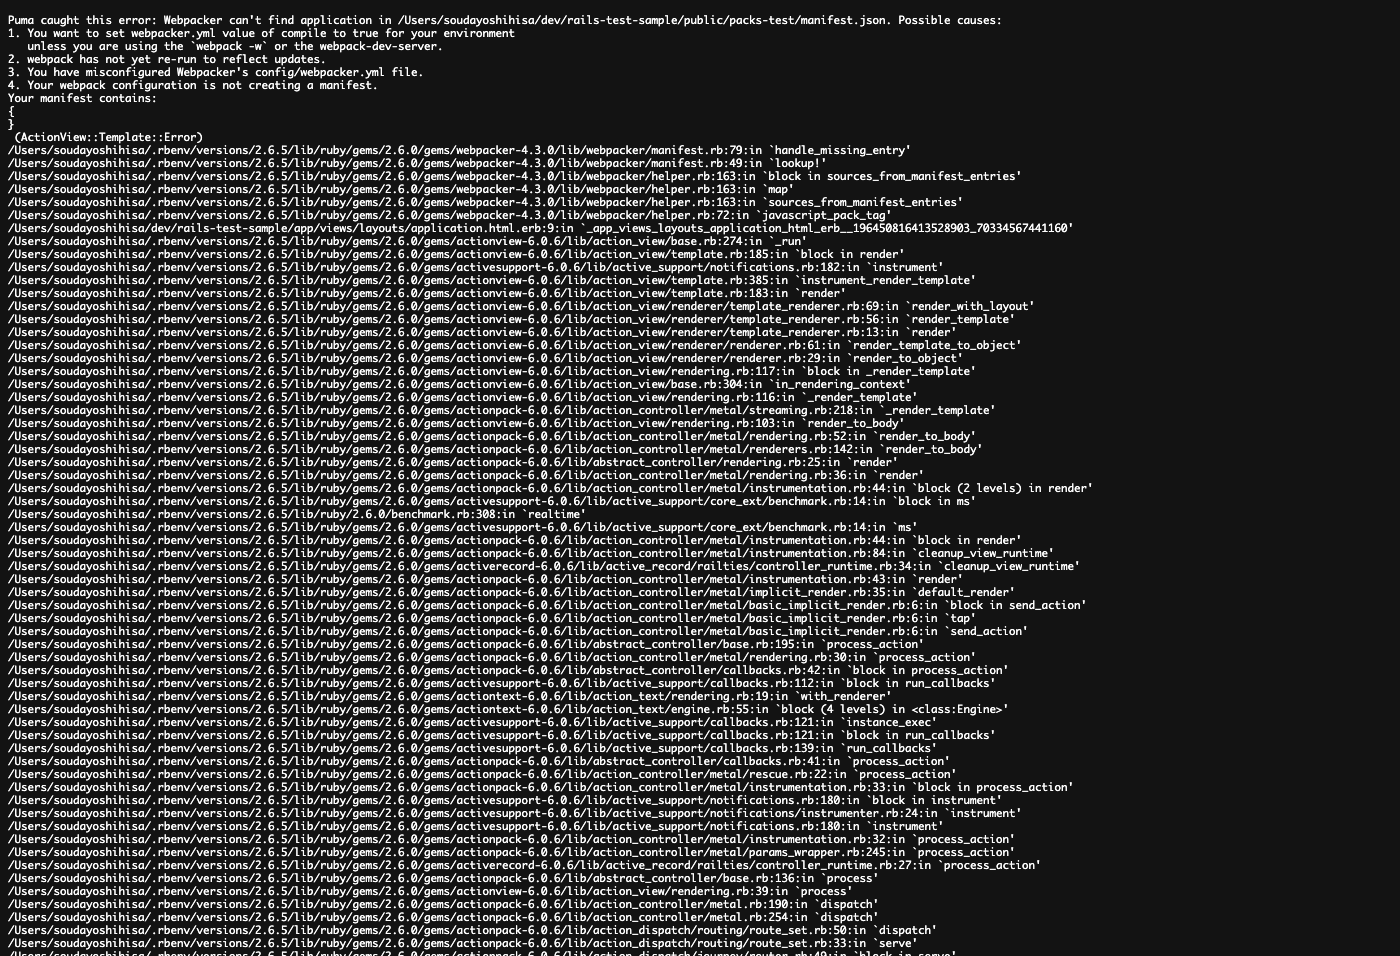 Puma caught this error: Webpacker can't find application in /Users/soudayoshihisa/dev/rails-test-sample/public/packs-test/manifest.json. Possible causes:
1. You want to set webpacker.yml value of compile to true for your environment
   unless you are using the `webpack -w` or the webpack-dev-server.
2. webpack has not yet re-run to reflect updates.
3. You have misconfigured Webpacker's config/webpacker.yml file.
4. Your webpack configuration is not creating a manifest.
Your manifest contains:
{
}
 (ActionView::Template::Error)
/Users/soudayoshihisa/.rbenv/versions/2.6.5/lib/ruby/gems/2.6.0/gems/webpacker-4.3.0/lib/webpacker/manifest.rb:79:in `handle_missing_entry'
/Users/soudayoshihisa/.rbenv/versions/2.6.5/lib/ruby/gems/2.6.0/gems/webpacker-4.3.0/lib/webpacker/manifest.rb:49:in `lookup!'
/Users/soudayoshihisa/.rbenv/versions/2.6.5/lib/ruby/gems/2.6.0/gems/webpacker-4.3.0/lib/webpacker/helper.rb:163:in `block in sources_from_manifest_entries'
/Users/soudayoshihisa/.rbenv/versions/2.6.5/lib/ruby/gems/2.6.0/gems/webpacker-4.3.0/lib/webpacker/helper.rb:163:in `map'
/Users/soudayoshihisa/.rbenv/versions/2.6.5/lib/ruby/gems/2.6.0/gems/webpacker-4.3.0/lib/webpacker/helper.rb:163:in `sources_from_manifest_entries'
/Users/soudayoshihisa/.rbenv/versions/2.6.5/lib/ruby/gems/2.6.0/gems/webpacker-4.3.0/lib/webpacker/helper.rb:72:in `javascript_pack_tag'
/Users/soudayoshihisa/dev/rails-test-sample/app/views/layouts/application.html.erb:9:in `_app_views_layouts_application_html_erb__196450816413528903_70334567441160'
/Users/soudayoshihisa/.rbenv/versions/2.6.5/lib/ruby/gems/2.6.0/gems/actionview-6.0.6/lib/action_view/base.rb:274:in `_run'
/Users/soudayoshihisa/.rbenv/versions/2.6.5/lib/ruby/gems/2.6.0/gems/actionview-6.0.6/lib/action_view/template.rb:185:in `block in render'
/Users/soudayoshihisa/.rbenv/versions/2.6.5/lib/ruby/gems/2.6.0/gems/activesupport-6.0.6/lib/active_support/notifications.rb:182:in `instrument'
/Users/soudayoshihisa/.rbenv/versions/2.6.5/lib/ruby/gems/2.6.0/gems/actionview-6.0.6/lib/action_view/template.rb:385:in `instrument_render_template'
/Users/soudayoshihisa/.rbenv/versions/2.6.5/lib/ruby/gems/2.6.0/gems/actionview-6.0.6/lib/action_view/template.rb:183:in `render'
/Users/soudayoshihisa/.rbenv/versions/2.6.5/lib/ruby/gems/2.6.0/gems/actionview-6.0.6/lib/action_view/renderer/template_renderer.rb:69:in `render_with_layout'
/Users/soudayoshihisa/.rbenv/versions/2.6.5/lib/ruby/gems/2.6.0/gems/actionview-6.0.6/lib/action_view/renderer/template_renderer.rb:56:in `render_template'
/Users/soudayoshihisa/.rbenv/versions/2.6.5/lib/ruby/gems/2.6.0/gems/actionview-6.0.6/lib/action_view/renderer/template_renderer.rb:13:in `render'
/Users/soudayoshihisa/.rbenv/versions/2.6.5/lib/ruby/gems/2.6.0/gems/actionview-6.0.6/lib/action_view/renderer/renderer.rb:61:in `render_template_to_object'
/Users/soudayoshihisa/.rbenv/versions/2.6.5/lib/ruby/gems/2.6.0/gems/actionview-6.0.6/lib/action_view/renderer/renderer.rb:29:in `render_to_object'
/Users/soudayoshihisa/.rbenv/versions/2.6.5/lib/ruby/gems/2.6.0/gems/actionview-6.0.6/lib/action_view/rendering.rb:117:in `block in _render_template'
/Users/soudayoshihisa/.rbenv/versions/2.6.5/lib/ruby/gems/2.6.0/gems/actionview-6.0.6/lib/action_view/base.rb:304:in `in_rendering_context'
/Users/soudayoshihisa/.rbenv/versions/2.6.5/lib/ruby/gems/2.6.0/gems/actionview-6.0.6/lib/action_view/rendering.rb:116:in `_render_template'
/Users/soudayoshihisa/.rbenv/versions/2.6.5/lib/ruby/gems/2.6.0/gems/actionpack-6.0.6/lib/action_controller/metal/streaming.rb:218:in `_render_template'
/Users/soudayoshihisa/.rbenv/versions/2.6.5/lib/ruby/gems/2.6.0/gems/actionview-6.0.6/lib/action_view/rendering.rb:103:in `render_to_body'
/Users/soudayoshihisa/.rbenv/versions/2.6.5/lib/ruby/gems/2.6.0/gems/actionpack-6.0.6/lib/action_controller/metal/rendering.rb:52:in `render_to_body'
/Users/soudayoshihisa/.rbenv/versions/2.6.5/lib/ruby/gems/2.6.0/gems/actionpack-6.0.6/lib/action_controller/metal/renderers.rb:142:in `render_to_body'
/Users/soudayoshihisa/.rbenv/versions/2.6.5/lib/ruby/gems/2.6.0/gems/actionpack-6.0.6/lib/abstract_controller/rendering.rb:25:in `render'
/Users/soudayoshihisa/.rbenv/versions/2.6.5/lib/ruby/gems/2.6.0/gems/actionpack-6.0.6/lib/action_controller/metal/rendering.rb:36:in `render'
/Users/soudayoshihisa/.rbenv/versions/2.6.5/lib/ruby/gems/2.6.0/gems/actionpack-6.0.6/lib/action_controller/metal/instrumentation.rb:44:in `block (2 levels) in render'
/Users/soudayoshihisa/.rbenv/versions/2.6.5/lib/ruby/gems/2.6.0/gems/activesupport-6.0.6/lib/active_support/core_ext/benchmark.rb:14:in `block in ms'
/Users/soudayoshihisa/.rbenv/versions/2.6.5/lib/ruby/2.6.0/benchmark.rb:308:in `realtime'
/Users/soudayoshihisa/.rbenv/versions/2.6.5/lib/ruby/gems/2.6.0/gems/activesupport-6.0.6/lib/active_support/core_ext/benchmark.rb:14:in `ms'
/Users/soudayoshihisa/.rbenv/versions/2.6.5/lib/ruby/gems/2.6.0/gems/actionpack-6.0.6/lib/action_controller/metal/instrumentation.rb:44:in `block in render'
/Users/soudayoshihisa/.rbenv/versions/2.6.5/lib/ruby/gems/2.6.0/gems/actionpack-6.0.6/lib/action_controller/metal/instrumentation.rb:84:in `cleanup_view_runtime'
/Users/soudayoshihisa/.rbenv/versions/2.6.5/lib/ruby/gems/2.6.0/gems/activerecord-6.0.6/lib/active_record/railties/controller_runtime.rb:34:in `cleanup_view_runtime'
/Users/soudayoshihisa/.rbenv/versions/2.6.5/lib/ruby/gems/2.6.0/gems/actionpack-6.0.6/lib/action_controller/metal/instrumentation.rb:43:in `render'
/Users/soudayoshihisa/.rbenv/versions/2.6.5/lib/ruby/gems/2.6.0/gems/actionpack-6.0.6/lib/action_controller/metal/implicit_render.rb:35:in `default_render'
/Users/soudayoshihisa/.rbenv/versions/2.6.5/lib/ruby/gems/2.6.0/gems/actionpack-6.0.6/lib/action_controller/metal/basic_implicit_render.rb:6:in `block in send_action'
/Users/soudayoshihisa/.rbenv/versions/2.6.5/lib/ruby/gems/2.6.0/gems/actionpack-6.0.6/lib/action_controller/metal/basic_implicit_render.rb:6:in `tap'
/Users/soudayoshihisa/.rbenv/versions/2.6.5/lib/ruby/gems/2.6.0/gems/actionpack-6.0.6/lib/action_controller/metal/basic_implicit_render.rb:6:in `send_action'
/Users/soudayoshihisa/.rbenv/versions/2.6.5/lib/ruby/gems/2.6.0/gems/actionpack-6.0.6/lib/abstract_controller/base.rb:195:in `process_action'
/Users/soudayoshihisa/.rbenv/versions/2.6.5/lib/ruby/gems/2.6.0/gems/actionpack-6.0.6/lib/action_controller/metal/rendering.rb:30:in `process_action'
/Users/soudayoshihisa/.rbenv/versions/2.6.5/lib/ruby/gems/2.6.0/gems/actionpack-6.0.6/lib/abstract_controller/callbacks.rb:42:in `block in process_action'
/Users/soudayoshihisa/.rbenv/versions/2.6.5/lib/ruby/gems/2.6.0/gems/activesupport-6.0.6/lib/active_support/callbacks.rb:112:in `block in run_callbacks'
/Users/soudayoshihisa/.rbenv/versions/2.6.5/lib/ruby/gems/2.6.0/gems/actiontext-6.0.6/lib/action_text/rendering.rb:19:in `with_renderer'
/Users/soudayoshihisa/.rbenv/versions/2.6.5/lib/ruby/gems/2.6.0/gems/actiontext-6.0.6/lib/action_text/engine.rb:55:in `block (4 levels) in <class:Engine>'
/Users/soudayoshihisa/.rbenv/versions/2.6.5/lib/ruby/gems/2.6.0/gems/activesupport-6.0.6/lib/active_support/callbacks.rb:121:in `instance_exec'
/Users/soudayoshihisa/.rbenv/versions/2.6.5/lib/ruby/gems/2.6.0/gems/activesupport-6.0.6/lib/active_support/callbacks.rb:121:in `block in run_callbacks'
/Users/soudayoshihisa/.rbenv/versions/2.6.5/lib/ruby/gems/2.6.0/gems/activesupport-6.0.6/lib/active_support/callbacks.rb:139:in `run_callbacks'
/Users/soudayoshihisa/.rbenv/versions/2.6.5/lib/ruby/gems/2.6.0/gems/actionpack-6.0.6/lib/abstract_controller/callbacks.rb:41:in `process_action'
/Users/soudayoshihisa/.rbenv/versions/2.6.5/lib/ruby/gems/2.6.0/gems/actionpack-6.0.6/lib/action_controller/metal/rescue.rb:22:in `process_action'
/Users/soudayoshihisa/.rbenv/versions/2.6.5/lib/ruby/gems/2.6.0/gems/actionpack-6.0.6/lib/action_controller/metal/instrumentation.rb:33:in `block in process_action'
/Users/soudayoshihisa/.rbenv/versions/2.6.5/lib/ruby/gems/2.6.0/gems/activesupport-6.0.6/lib/active_support/notifications.rb:180:in `block in instrument'
/Users/soudayoshihisa/.rbenv/versions/2.6.5/lib/ruby/gems/2.6.0/gems/activesupport-6.0.6/lib/active_support/notifications/instrumenter.rb:24:in `instrument'
/Users/soudayoshihisa/.rbenv/versions/2.6.5/lib/ruby/gems/2.6.0/gems/activesupport-6.0.6/lib/active_support/notifications.rb:180:in `instrument'
/Users/soudayoshihisa/.rbenv/versions/2.6.5/lib/ruby/gems/2.6.0/gems/actionpack-6.0.6/lib/action_controller/metal/instrumentation.rb:32:in `process_action'
/Users/soudayoshihisa/.rbenv/versions/2.6.5/lib/ruby/gems/2.6.0/gems/actionpack-6.0.6/lib/action_controller/metal/params_wrapper.rb:245:in `process_action'
/Users/soudayoshihisa/.rbenv/versions/2.6.5/lib/ruby/gems/2.6.0/gems/activerecord-6.0.6/lib/active_record/railties/controller_runtime.rb:27:in `process_action'
/Users/soudayoshihisa/.rbenv/versions/2.6.5/lib/ruby/gems/2.6.0/gems/actionpack-6.0.6/lib/abstract_controller/base.rb:136:in `process'
/Users/soudayoshihisa/.rbenv/versions/2.6.5/lib/ruby/gems/2.6.0/gems/actionview-6.0.6/lib/action_view/rendering.rb:39:in `process'
/Users/soudayoshihisa/.rbenv/versions/2.6.5/lib/ruby/gems/2.6.0/gems/actionpack-6.0.6/lib/action_controller/metal.rb:190:in `dispatch'
/Users/soudayoshihisa/.rbenv/versions/2.6.5/lib/ruby/gems/2.6.0/gems/actionpack-6.0.6/lib/action_controller/metal.rb:254:in `dispatch'
/Users/soudayoshihisa/.rbenv/versions/2.6.5/lib/ruby/gems/2.6.0/gems/actionpack-6.0.6/lib/action_dispatch/routing/route_set.rb:50:in `dispatch'
/Users/soudayoshihisa/.rbenv/versions/2.6.5/lib/ruby/gems/2.6.0/gems/actionpack-6.0.6/lib/action_dispatch/routing/route_set.rb:33:in `serve'